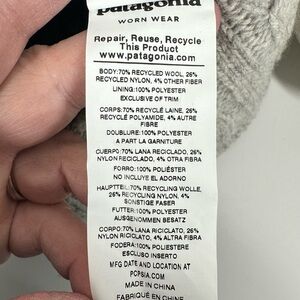 patagonia
WORN WEAR
Repair, Reuse, Recycle
This Product
www.patagonia.com
BODY:70% RECYCLED WOOL, 26%
RECYCLED NYLON, 4% OTHER FIBER
LINING:100% POLYESTER
EXCLUSIVE OF TRIM
CORPS:70% RECYCLÉ LAINE, 26%
RECYCLÉ POLYAMIDE, 4% AUTRE
FIBRE
DOUBLURE:100% POLYESTER
A PART LA GARNITURE
CUERPO:70% LANA RECICLADO, 26%
NYLON RECICLADO, 4% OTRA FIBRA
FORRO:100% POLIÉSTER
NO INCLUYE EL ADORNO
HAUPTTEIL:70% RECYCLING WOLLE,
26% RECYCLING NYLON, 4%
SONSTIGE FASER
FUTTER:100% POLYESTER
AUSGENOMMEN BESATZ
CORPO:70% LANA RICICLATO, 26%
NYLON RICICLATO, 4% ALTRA FIBRA
FODERA:100% POLIESTERE
ESCLUSO INSERTO
MFG DATE AND LOCATION AT
PCPSIA.COM
MADE IN CHINA
FABRIQUÉ EN CHINE